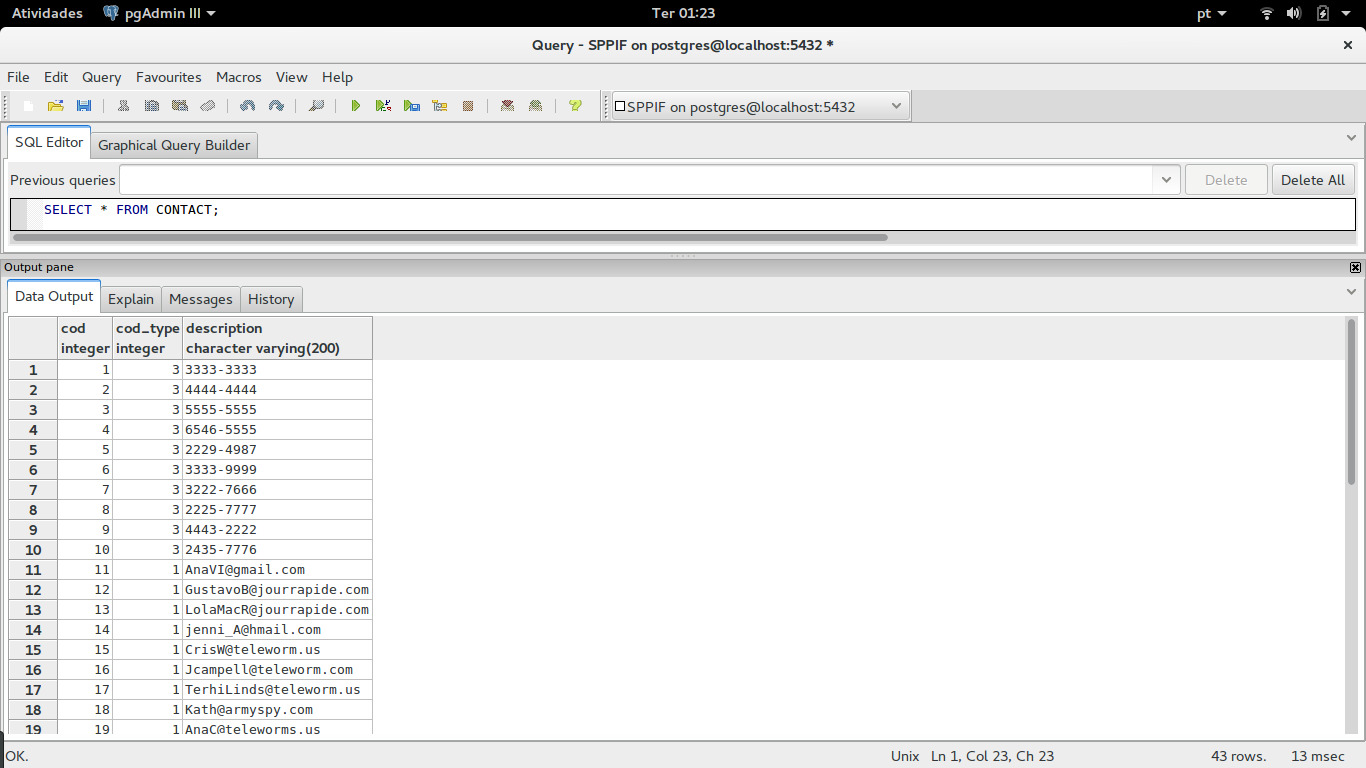 Atividades pgAdmin III Ter 01:23 pt
Query - SPPIF on postgres@localhost:5432 *
File Edit Query Favourites Macros View Help
SPPIF on postgres@localhost:5432
SQL Editor Graphical Query Builder
Previous queries Delete Delete All
SELECT * FROM CONTACT;
Output pane
Data Output Explain Messages History
cod cod_type description
integer integer character varying(200)
1 1 3 3333-3333
2 2 3 4444-4444
3 3 3 5555-5555
4 4 3 6546-5555
5 5 3 2229-4987
6 6 3 3333-9999
7 7 3 3222-7666
8 8 3 2225-7777
9 9 3 4443-2222
10 10 3 2435-7776
11 11 1 AnaVI@gmail.com
12 12 1 GustavoB@jourrapide.com
13 13 1 LolaMacR@jourrapide.com
14 14 1 jenni_A@hmail.com
15 15 1 CrisW@teleworm.us
16 16 1 Jcampell@teleworm.com
17 17 1 TerhiLinds@teleworm.us
18 18 1 Kath@armyspy.com
19 19 1 AnaC@teleworms.us
OK. Unix Ln 1, Col 23, Ch 23 43 rows. 13 msec